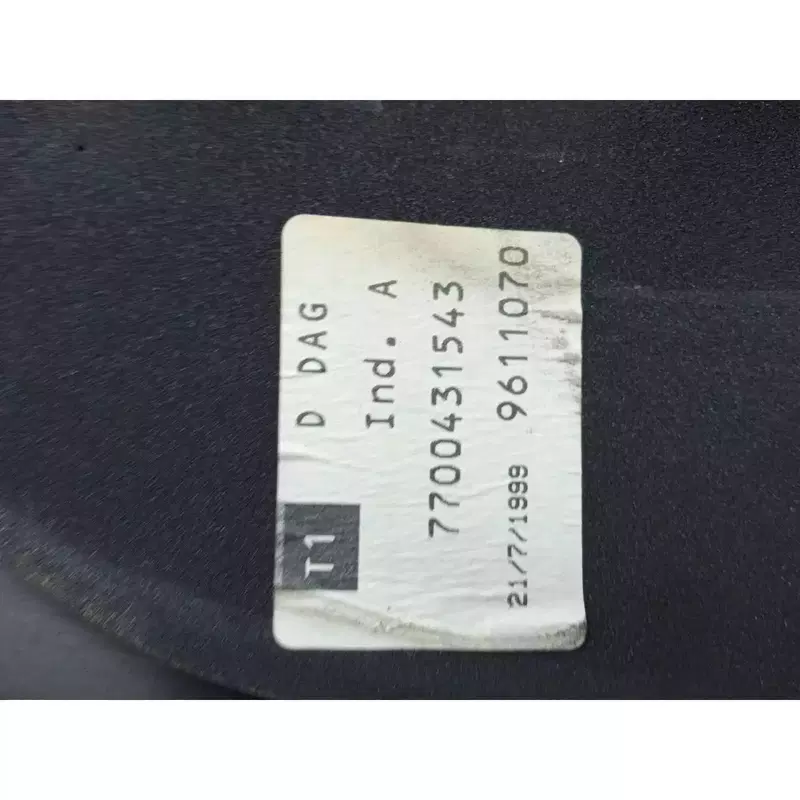 T1 D DAG
Ind. A
7700431543
21/7/1999 9611070